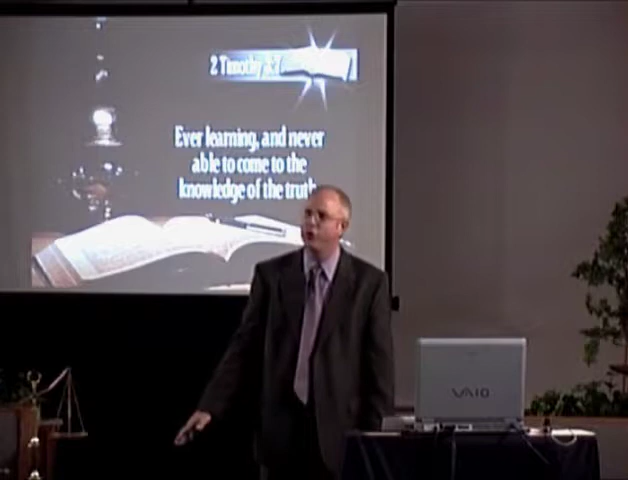 2 Timothy 3:7
Ever learning, and never
able to come to the
knowledge of the truth
VAIO